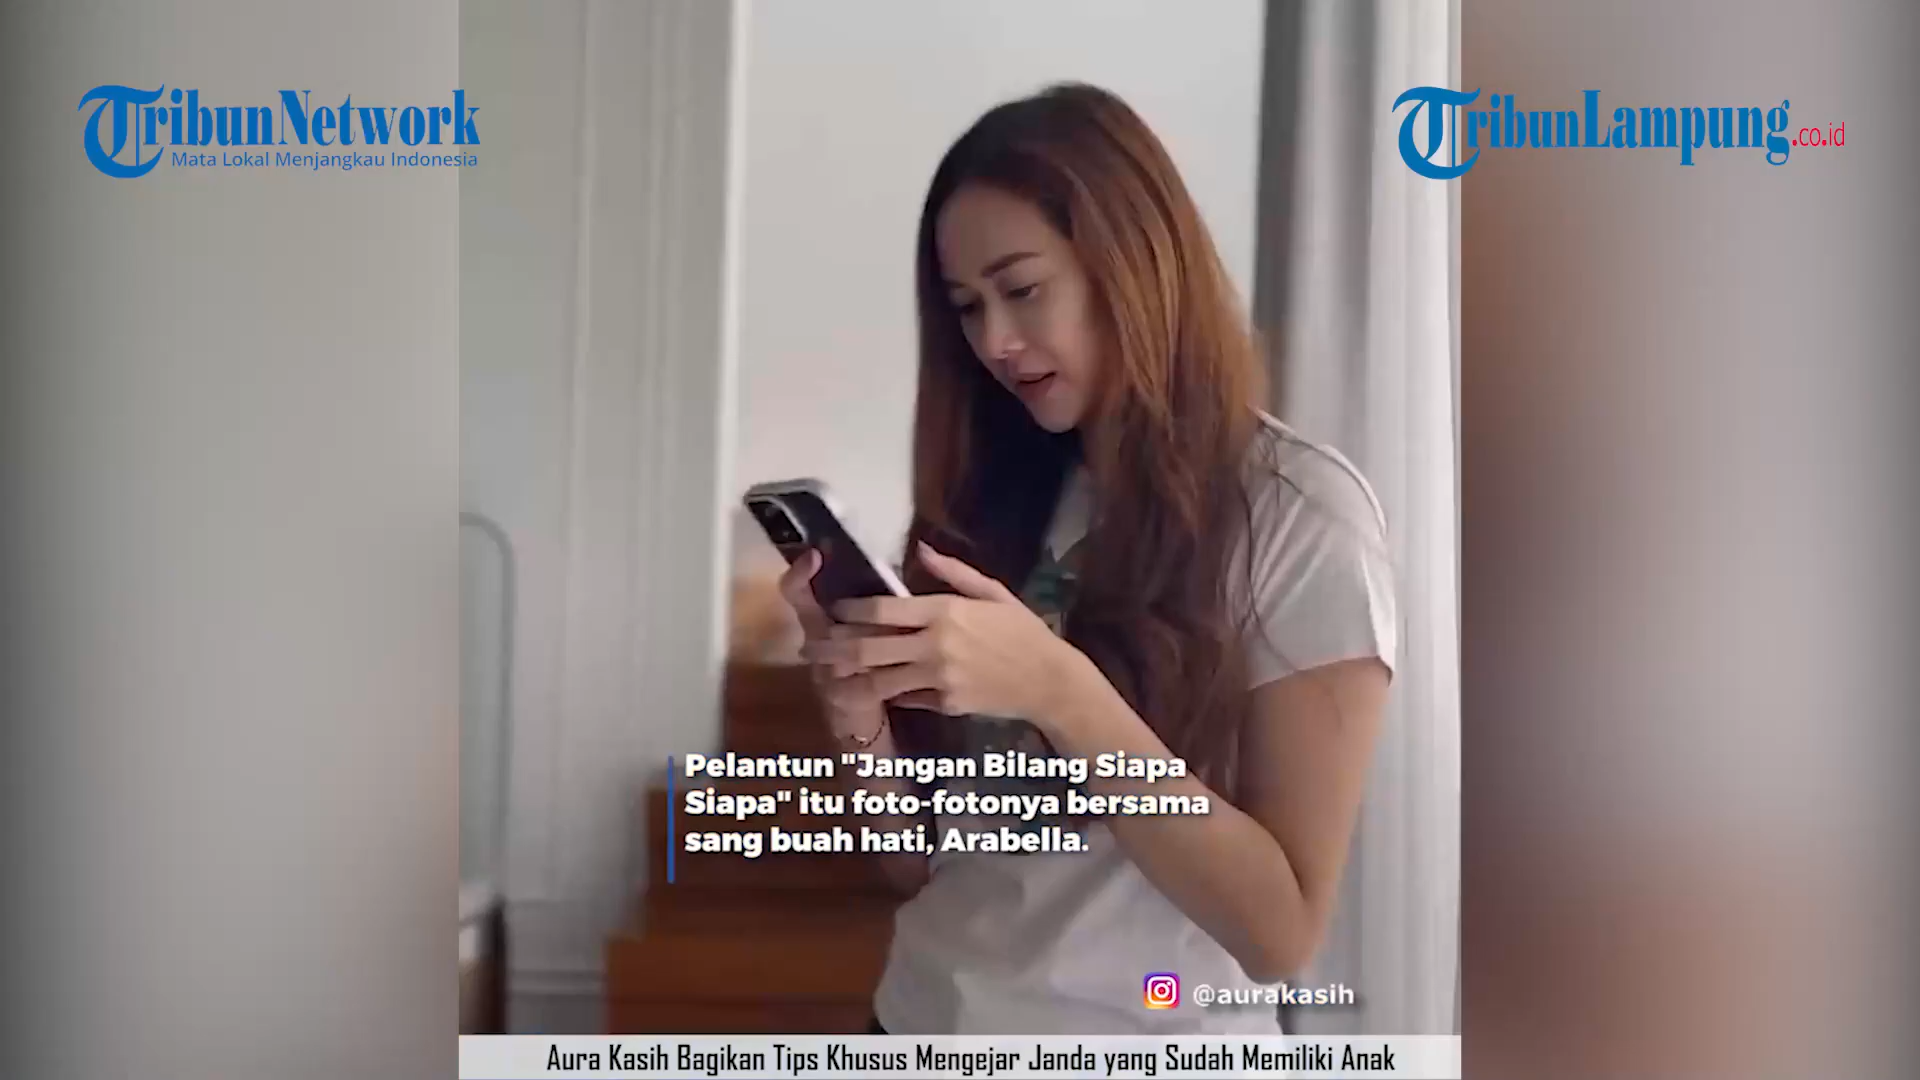 TribunNetwork
Mata Lokal Menjangkau Indonesia
TribunLampung.co.id
Pelantun "Jangan Bilang Siapa
Siapa" itu foto-fotonya bersama
sang buah hati, Arabella.
@aurakasih
Aura Kasih Bagikan Tips Khusus Mengejar Janda yang Sudah Memiliki Anak